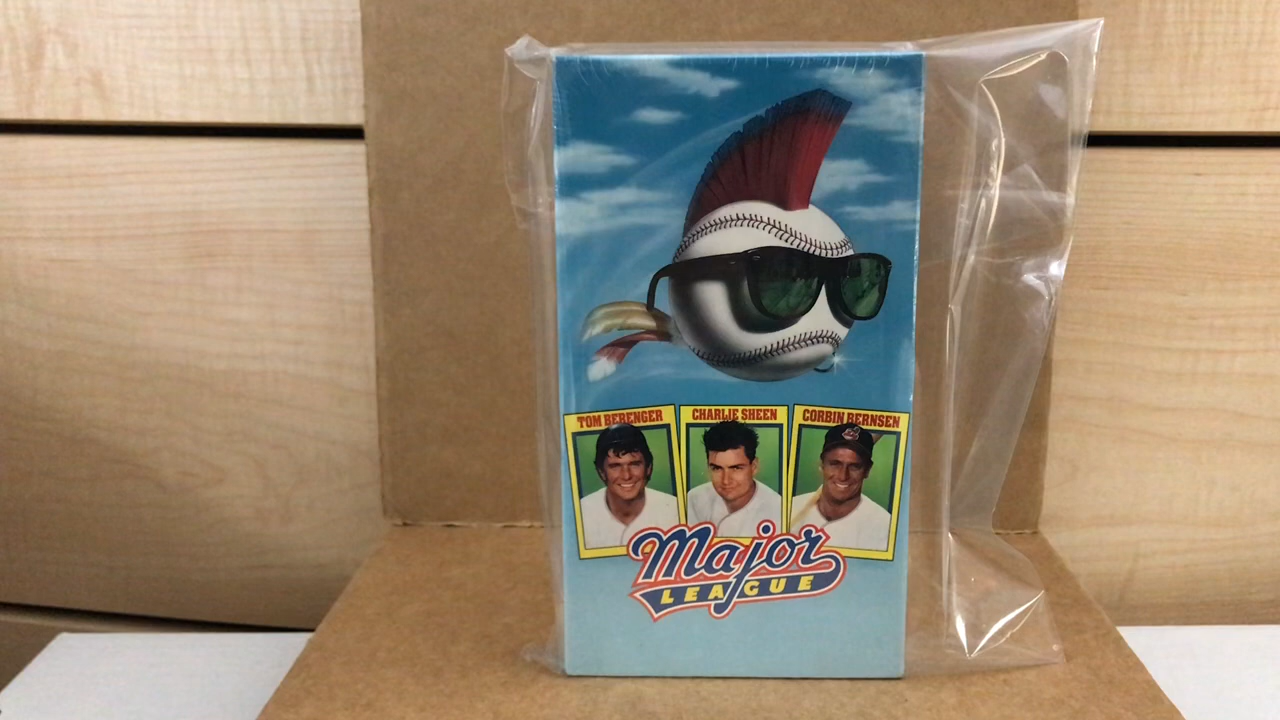 TOM BERENGER
CHARLIE SHEEN
CORBIN BERNSEN
Major
LEAGUE